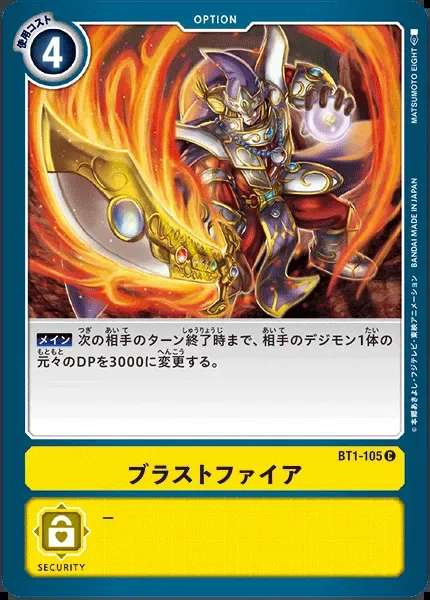 OPTION
使用コスト
4
MATSUMOTO EIGHT
BANDAI MADE IN JAPAN
©本郷あきよし・フジテレビ・東映アニメーション
メイン 次の相手のターン終了時まで、相手のデジモン1体の
元々のDPを3000に変更する。
BT1-105 C
ブラストファイア
ー
SECURITY